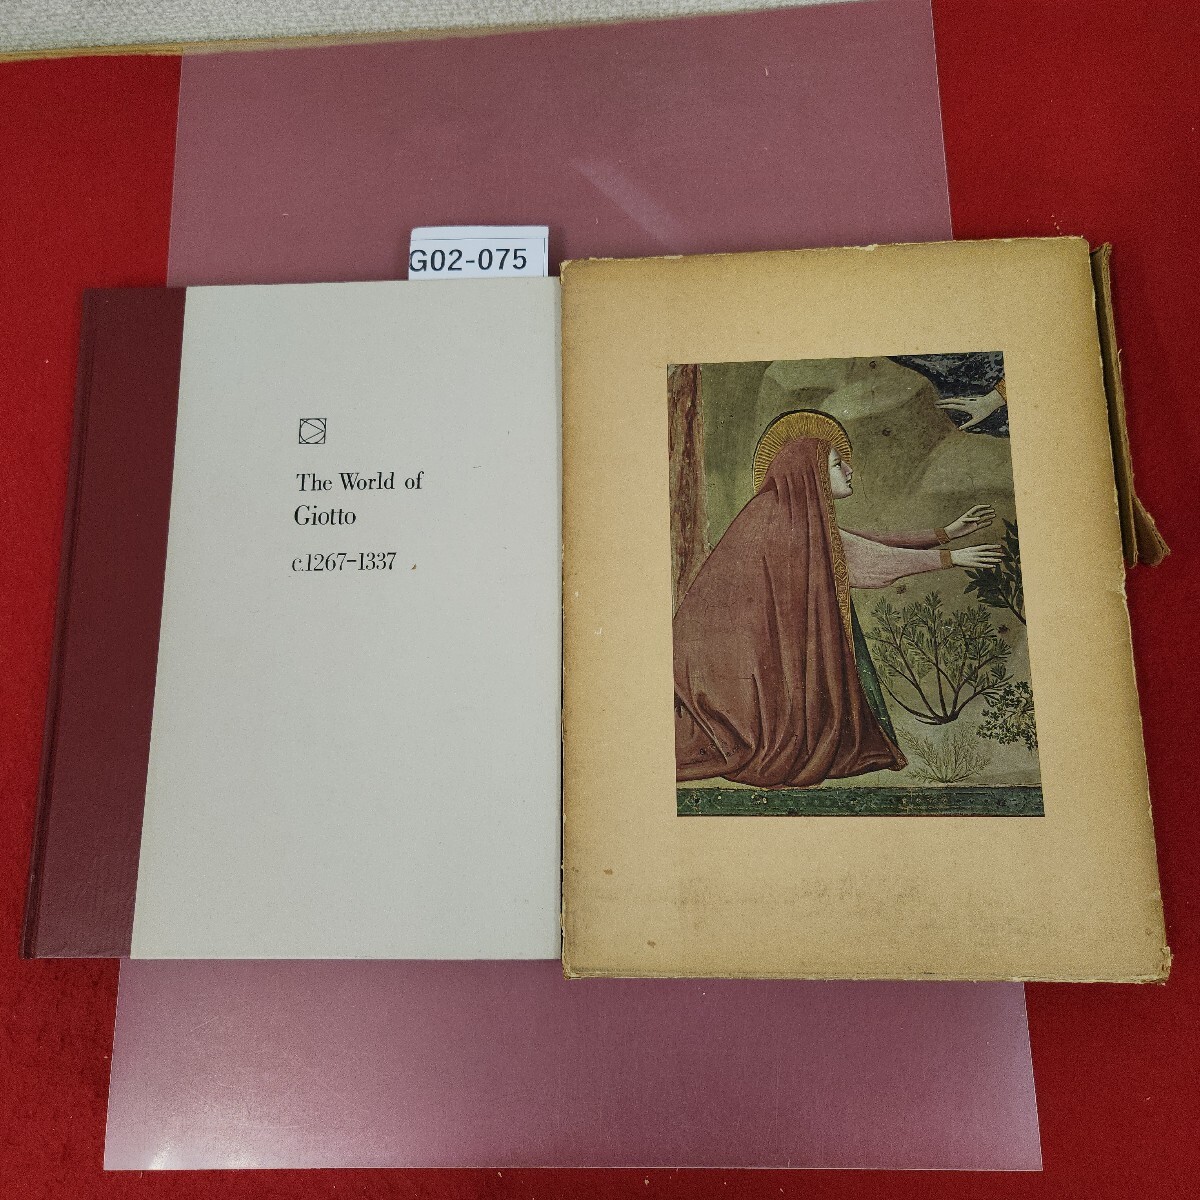 G02-075
The World of
Giotto
c.1267-1337